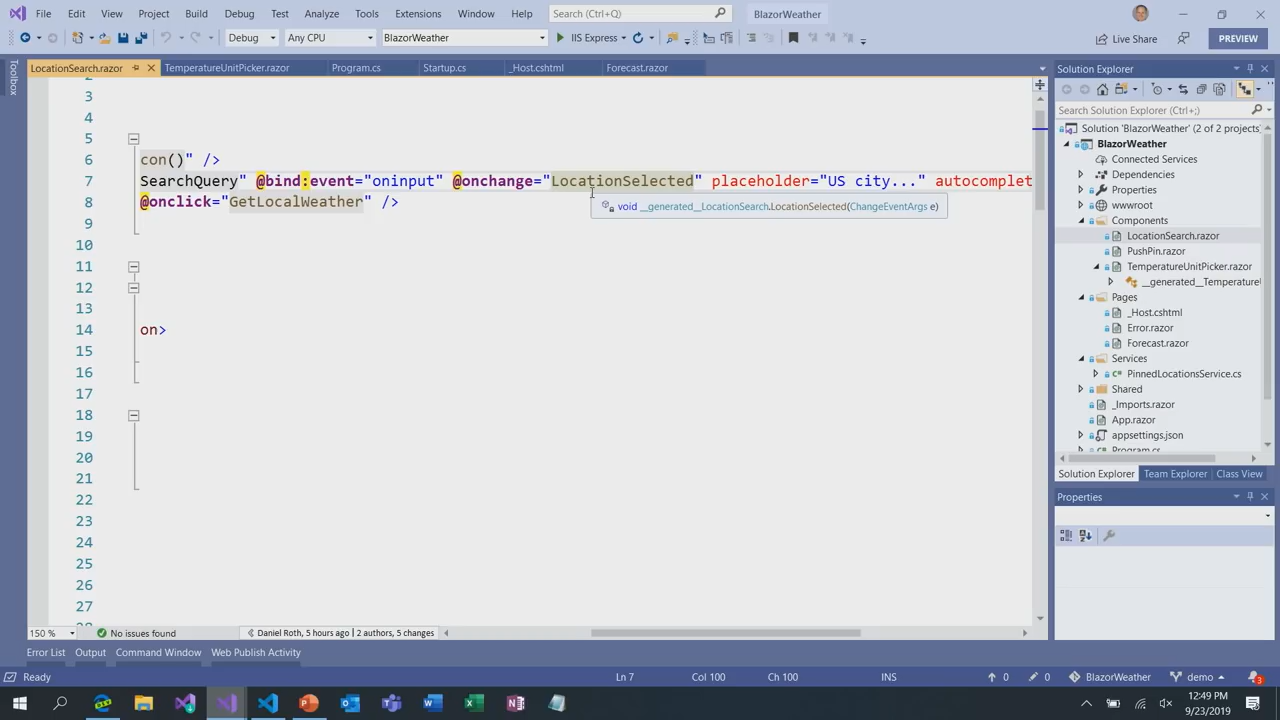 File Edit View Project Build Debug Test Analyze Tools Extensions Window Help Search (Ctrl+Q) BlazorWeather
Debug Any CPU BlazorWeather IIS Express Live Share PREVIEW
LocationSearch.razor TemperatureUnitPicker.razor Program.cs Startup.cs _Host.cshtml Forecast.razor
Toolbox
3
4
5
6 con()" />
7 SearchQuery" @bind:event="oninput" @onchange="LocationSelected" placeholder="US city..." autocomplet
8 @onclick="GetLocalWeather" />
void __generated__LocationSearch.LocationSelected(ChangeEventArgs e)
9
10
11
12
13
14 on>
15
16
17
18
19
20
21
22
23
24
25
26
27
150 % No issues found Daniel Roth, 5 hours ago | 2 authors, 5 changes
Solution Explorer
Search Solution Explorer (Ctrl+;)
Solution 'BlazorWeather' (2 of 2 projects)
BlazorWeather
Connected Services
Dependencies
Properties
wwwroot
Components
LocationSearch.razor
PushPin.razor
TemperatureUnitPicker.razor
__generated__Temperature
Pages
_Host.cshtml
Error.razor
Forecast.razor
Services
PinnedLocationsService.cs
Shared
_Imports.razor
App.razor
appsettings.json
Program.cs
Solution Explorer Team Explorer Class View
Properties
Error List Output Command Window Web Publish Activity
Ready Ln 7 Col 100 Ch 100 INS 0 0 BlazorWeather demo 3
12:49 PM
9/23/2019